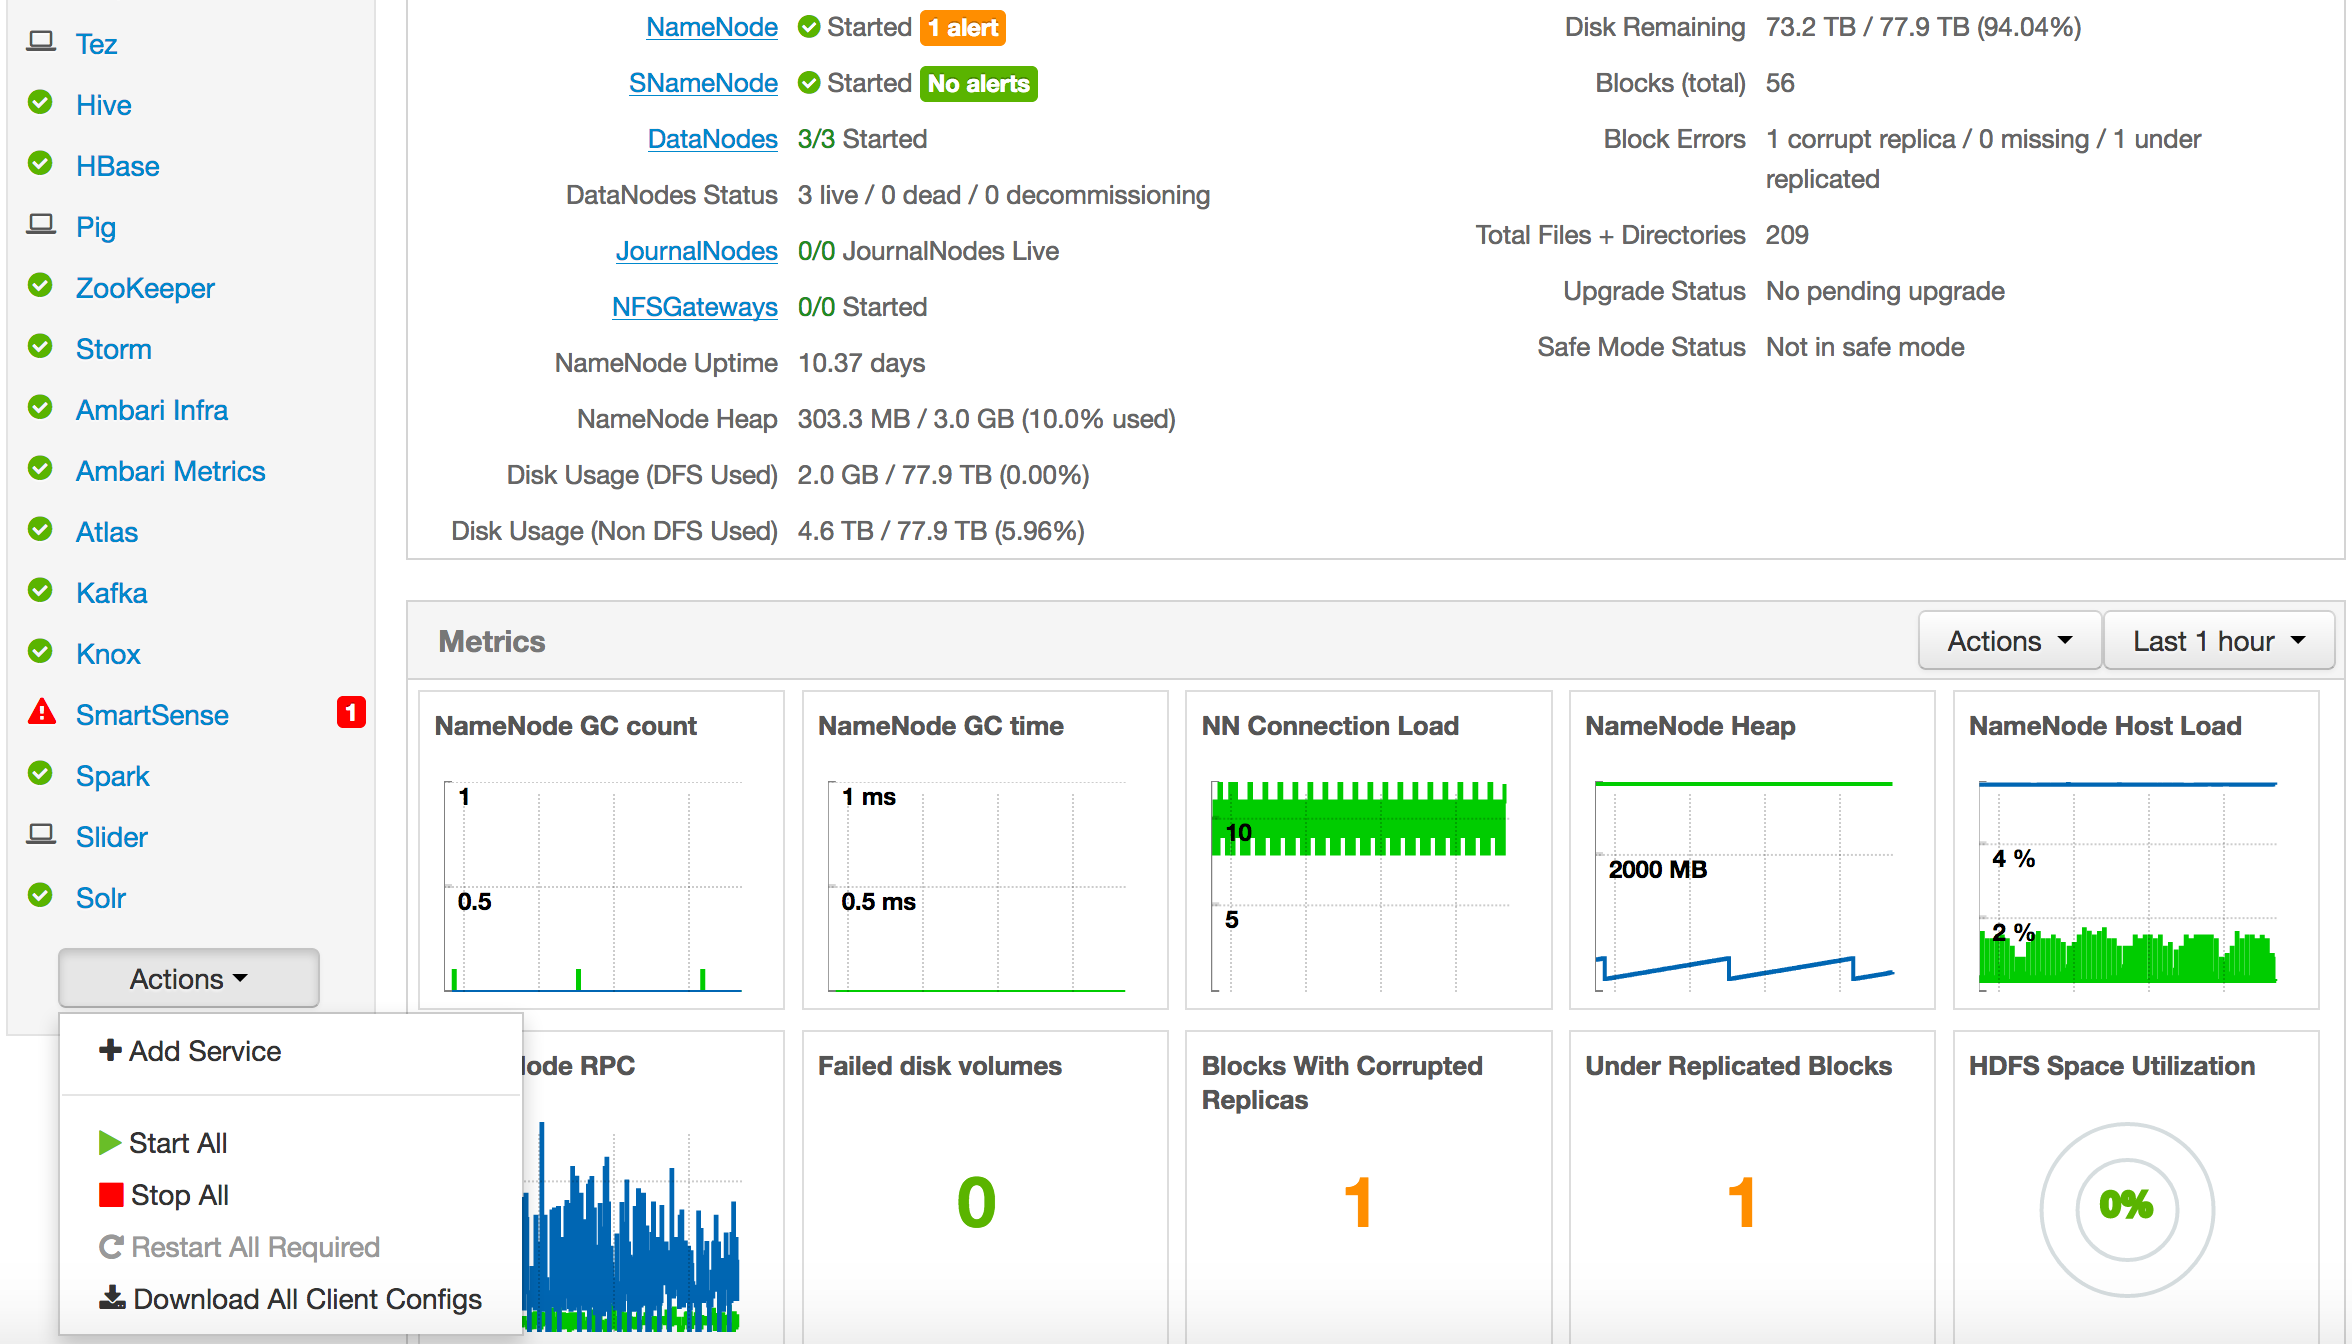 Tez
Hive
HBase
Pig
ZooKeeper
Storm
Ambari Infra
Ambari Metrics
Atlas
Kafka
Knox
SmartSense 1
Spark
Slider
Solr
Actions
Add Service
Start All
Stop All
Restart All Required
Download All Client Configs
NameNode Started 1 alert
SNameNode Started No alerts
DataNodes 3/3 Started
DataNodes Status 3 live / 0 dead / 0 decommissioning
JournalNodes 0/0 JournalNodes Live
NFSGateways 0/0 Started
NameNode Uptime 10.37 days
NameNode Heap 303.3 MB / 3.0 GB (10.0% used)
Disk Usage (DFS Used) 2.0 GB / 77.9 TB (0.00%)
Disk Usage (Non DFS Used) 4.6 TB / 77.9 TB (5.96%)
Disk Remaining 73.2 TB / 77.9 TB (94.04%)
Blocks (total) 56
Block Errors 1 corrupt replica / 0 missing / 1 under
replicated
Total Files + Directories 209
Upgrade Status No pending upgrade
Safe Mode Status Not in safe mode
Metrics
Actions
Last 1 hour
NameNode GC count
1
0.5
NameNode GC time
1 ms
0.5 ms
NN Connection Load
10
5
NameNode Heap
2000 MB
NameNode Host Load
4 %
2 %
ode RPC
Failed disk volumes
0
Blocks With Corrupted
Replicas
1
Under Replicated Blocks
1
HDFS Space Utilization
0%